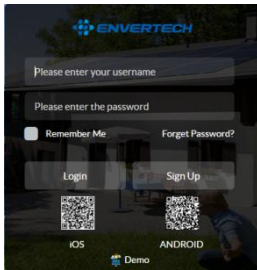 ENVERTECH
Please enter your username
Please enter the password
Remember Me Forget Password?
Login Sign Up
iOS ANDROID
Demo